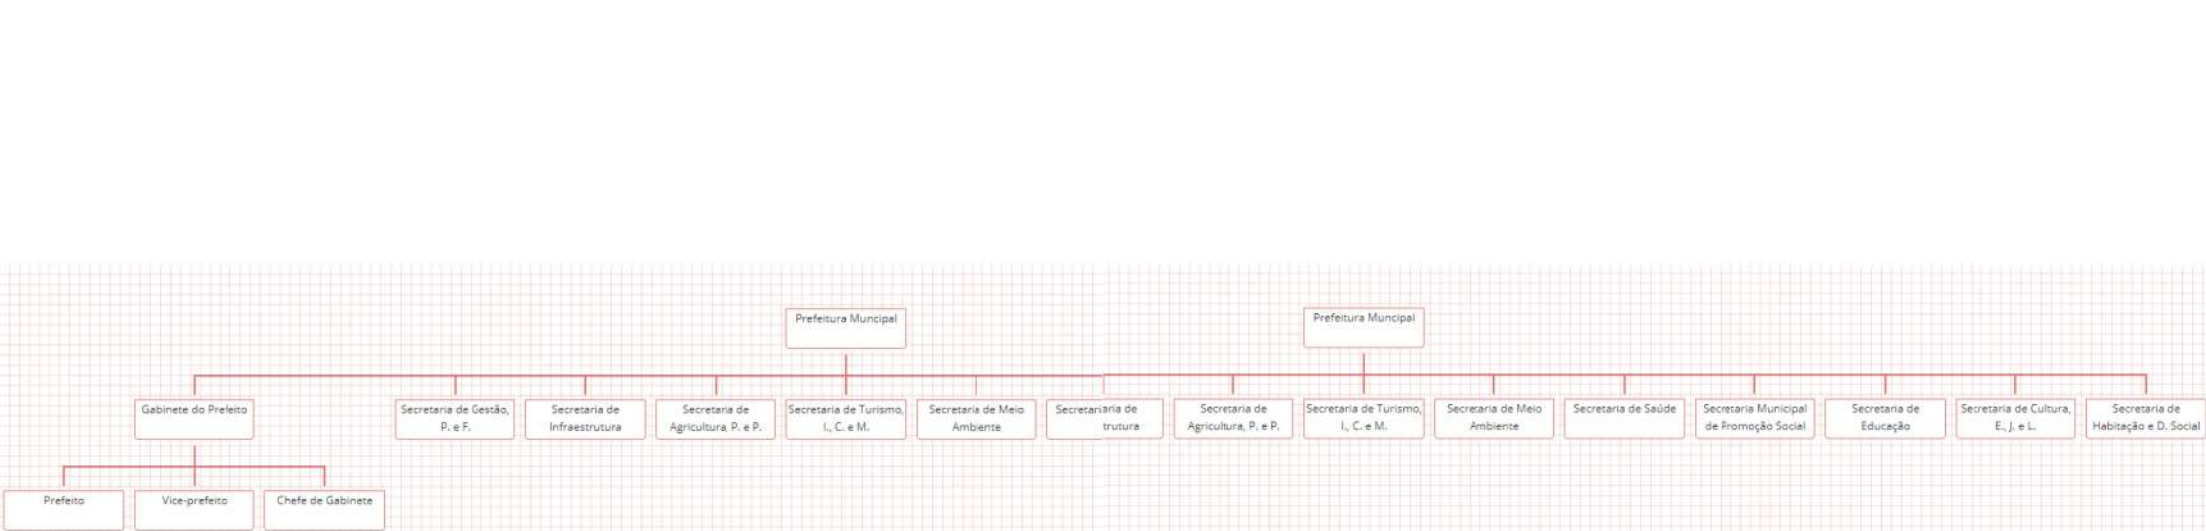 Prefeitura Muncipal
Prefeitura Muncipal
Gabinete do Prefeito
Secretaria de Gestão,
P. e F.
Secretaria de
Infraestrutura
Secretaria de
Agricultura, P. e P.
Secretaria de Turismo,
I., C. e M.
Secretaria de Meio
Ambiente
Secretaria de
trutura
Secretaria de
Agricultura, P. e P.
Secretaria de Turismo,
I., C. e M.
Secretaria de Meio
Ambiente
Secretaria de Saúde
Secretaria Municipal
de Promoção Social
Secretaria de
Educação
Secretaria de Cultura,
E., J. e L.
Secretaria de
Habitação e D. Social
Prefeito
Vice-prefeito
Chefe de Gabinete